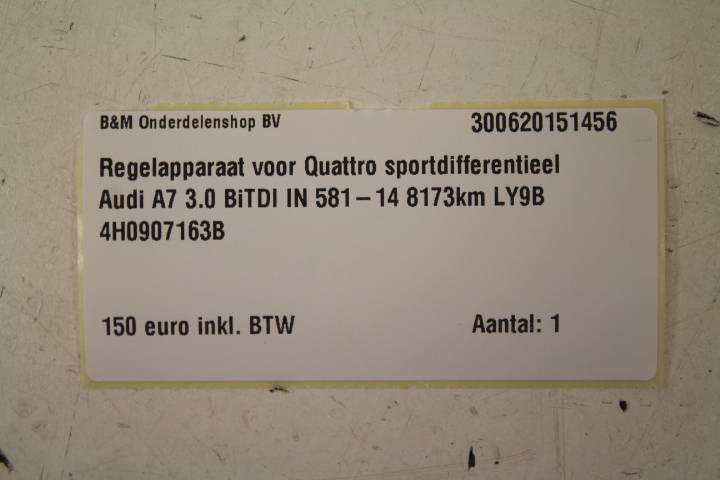 B&M Onderdelenshop BV 300620151456
Regelapparaat voor Quattro sportdifferentieel
Audi A7 3.0 BiTDI IN 581-14 8173km LY9B
4H0907163B
150 euro inkl. BTW Aantal: 1